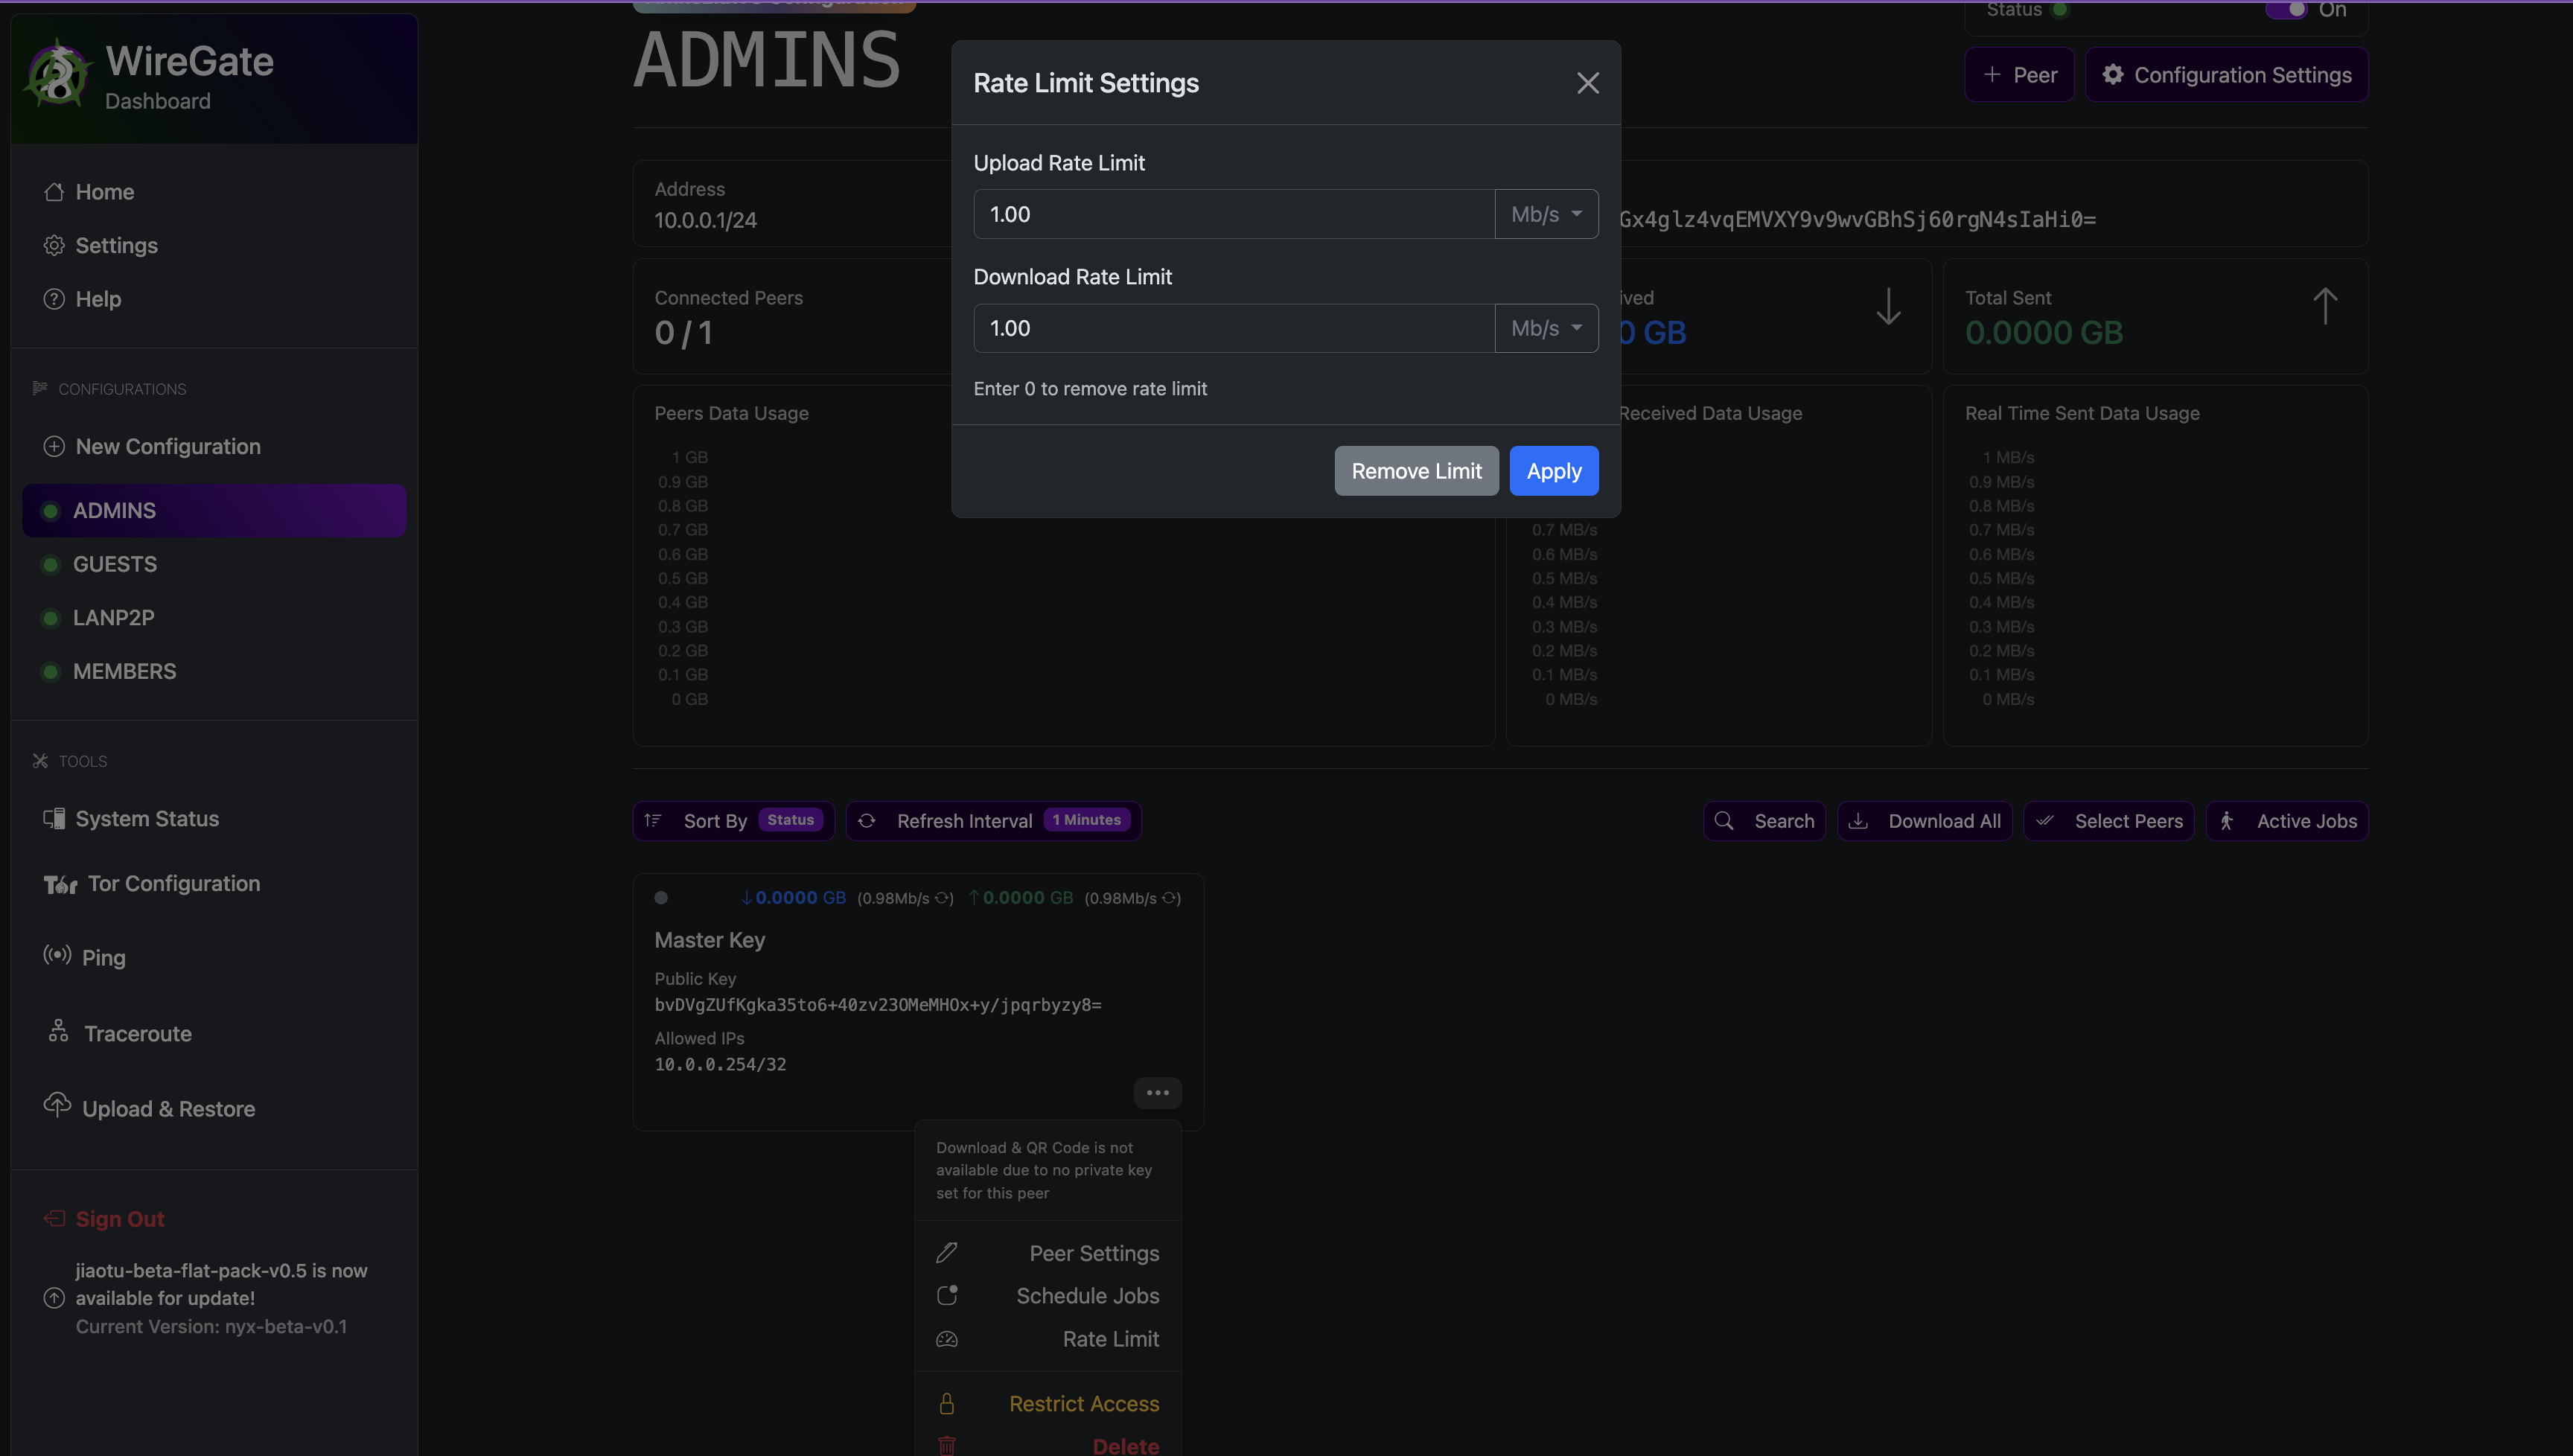 WireGate
Dashboard
Home
Settings
Help
CONFIGURATIONS
New Configuration
ADMINS
GUESTS
LANP2P
MEMBERS
TOOLS
System Status
Tor Tor Configuration
Ping
Traceroute
Upload & Restore
Sign Out
jiaotu-beta-flat-pack-v0.5 is now
available for update!
Current Version: nyx-beta-v0.1
ADMINS
Status On
Peer
Configuration Settings
Address
10.0.0.1/24
Gx4glz4vqEMVXY9v9wvGBhSj60rgN4sIaHi0=
Connected Peers
0 / 1
ived
0 GB
Total Sent
0.0000 GB
Peers Data Usage
1 GB
0.9 GB
0.8 GB
0.7 GB
0.6 GB
0.5 GB
0.4 GB
0.3 GB
0.2 GB
0.1 GB
0 GB
Received Data Usage
0.7 MB/s
0.6 MB/s
0.5 MB/s
0.4 MB/s
0.3 MB/s
0.2 MB/s
0.1 MB/s
0 MB/s
Real Time Sent Data Usage
1 MB/s
0.9 MB/s
0.8 MB/s
0.7 MB/s
0.6 MB/s
0.5 MB/s
0.4 MB/s
0.3 MB/s
0.2 MB/s
0.1 MB/s
0 MB/s
Rate Limit Settings
Upload Rate Limit
1.00 Mb/s
Download Rate Limit
1.00 Mb/s
Enter 0 to remove rate limit
Remove Limit Apply
Sort By Status
Refresh Interval 1 Minutes
Search
Download All
Select Peers
Active Jobs
0.0000 GB (0.98Mb/s) 0.0000 GB (0.98Mb/s)
Master Key
Public Key
bvDVgZUfKgka35to6+40zv23OMeMHOx+y/jpqrbyzy8=
Allowed IPs
10.0.0.254/32
Download & QR Code is not
available due to no private key
set for this peer
Peer Settings
Schedule Jobs
Rate Limit
Restrict Access
Delete